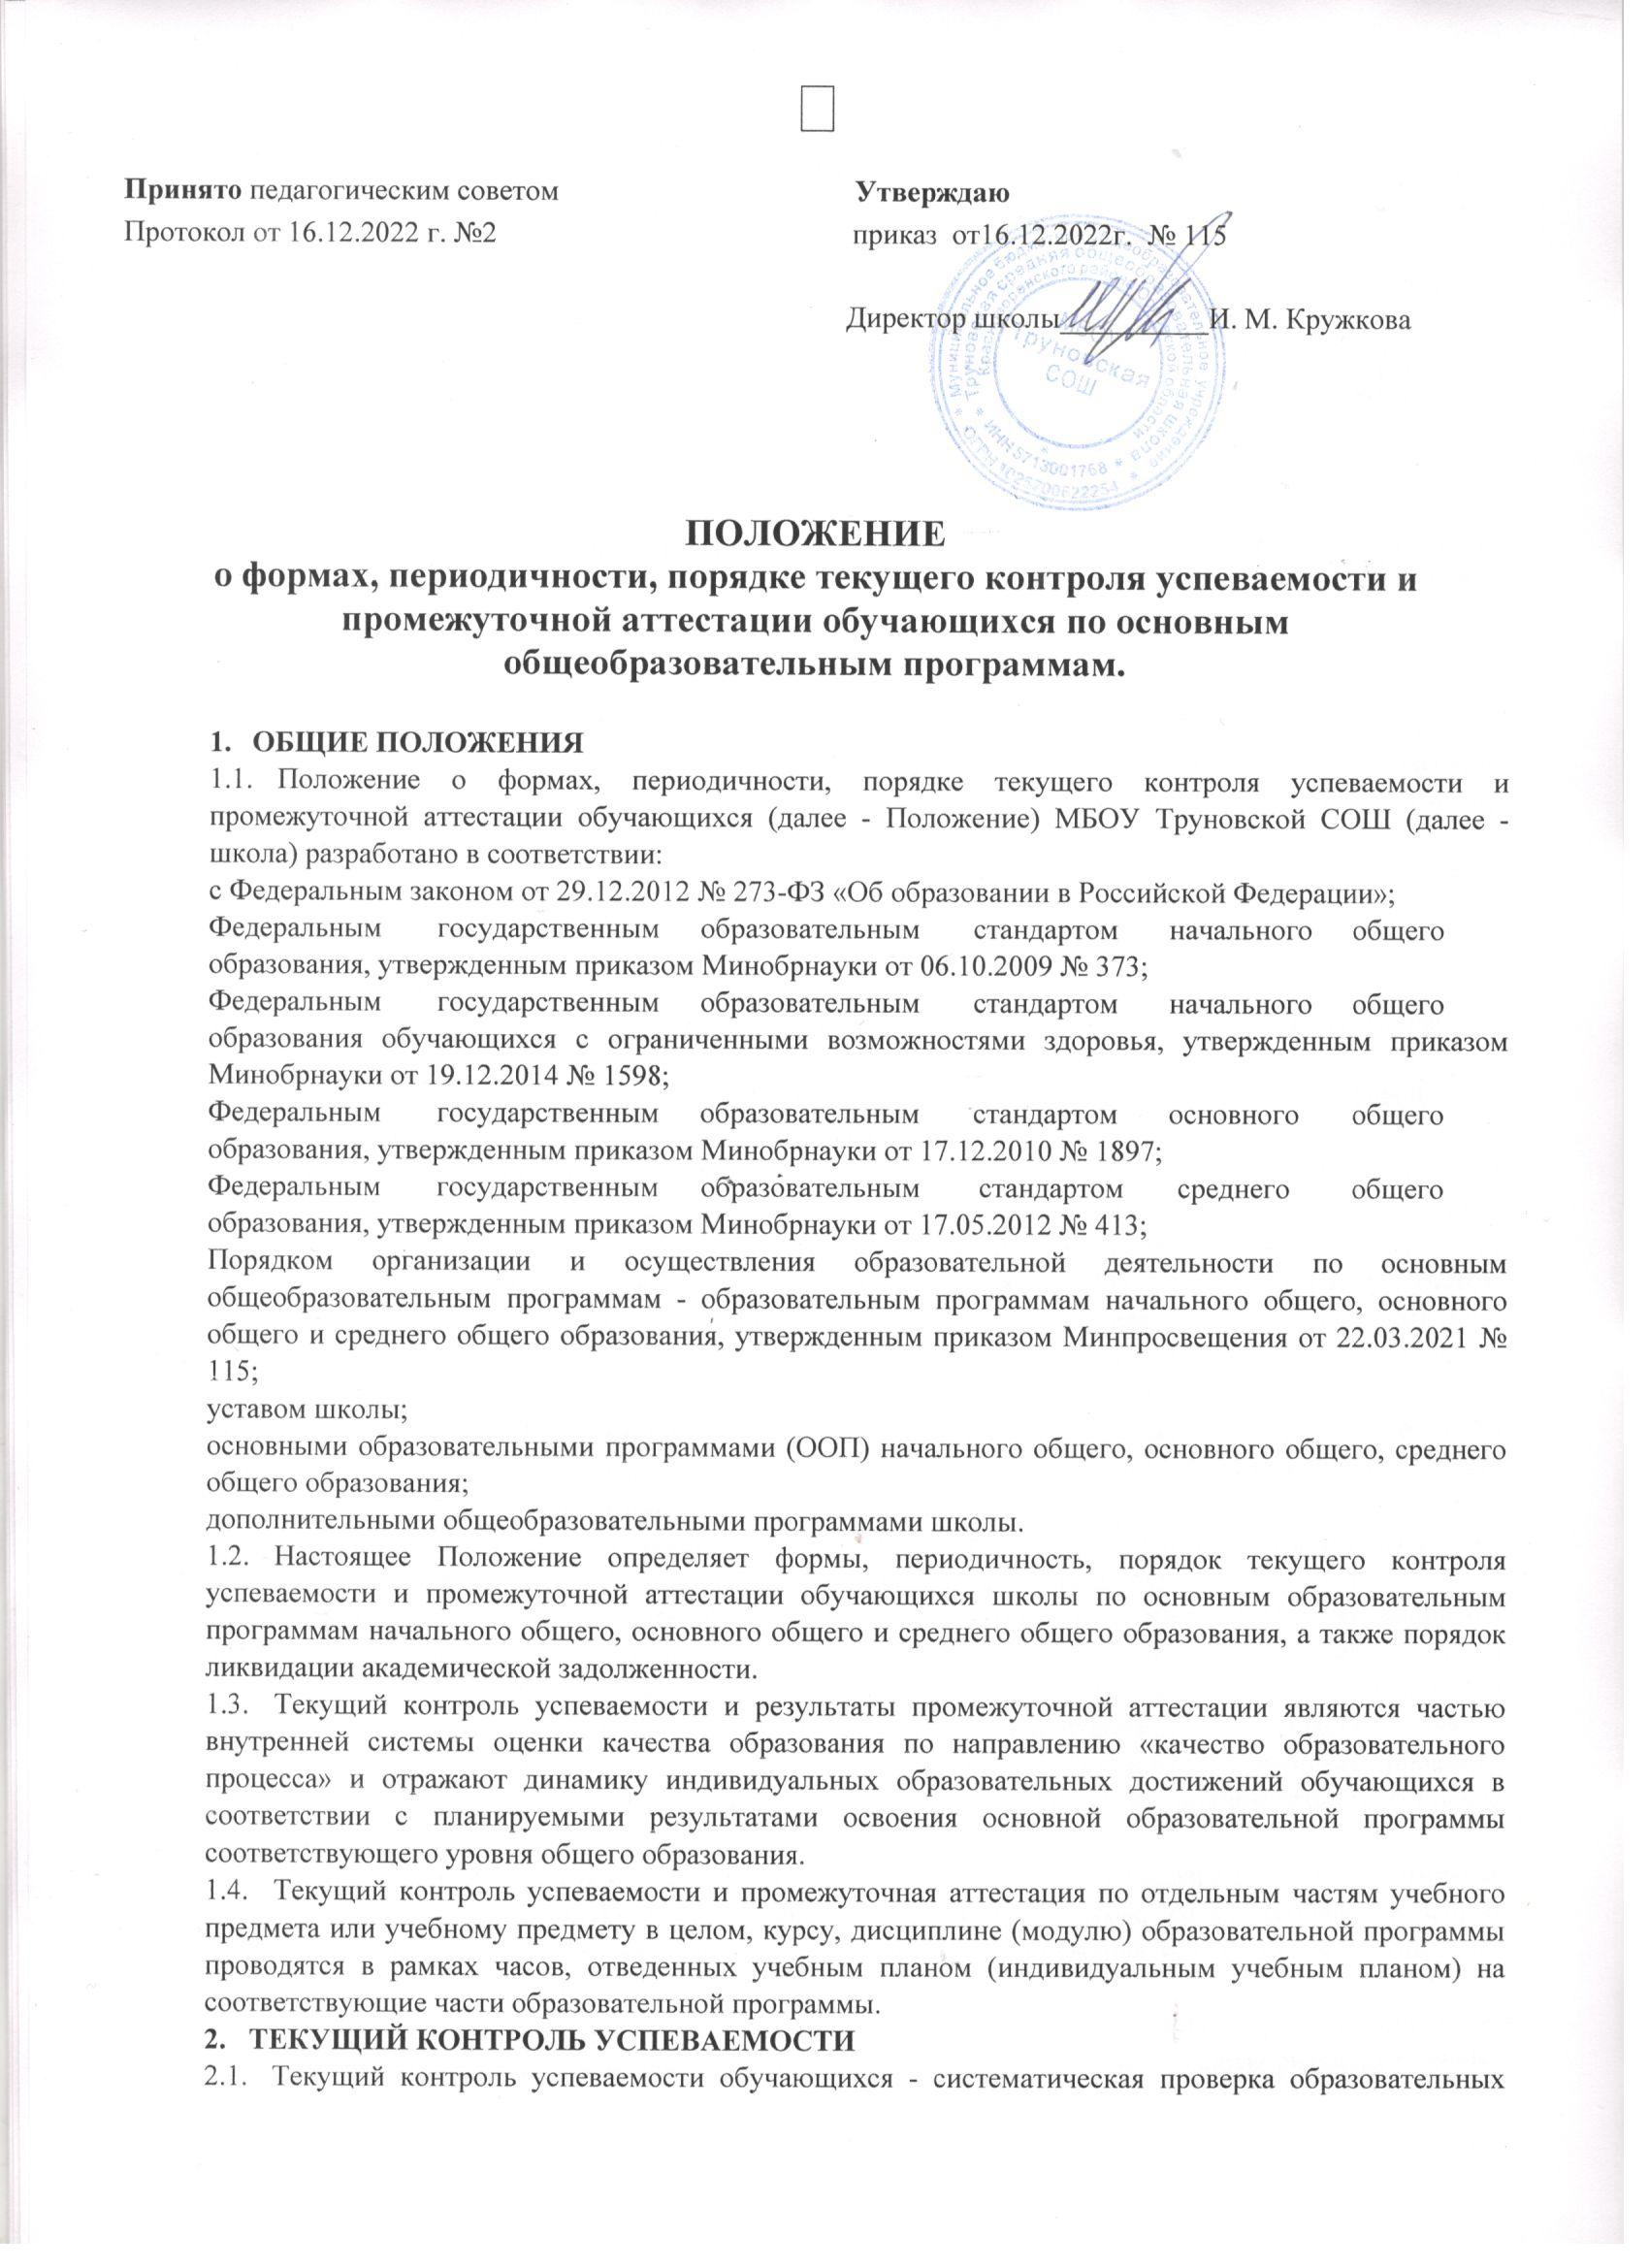 Принято педагогическим советом
Утверждаю
Протокол от 16.12.2022 г. №2
приказ от16.12.2022г. № 115
Директор школы__________И. М. Кружкова
Труновская
СОШ
ИНН 5713001768
ПОЛОЖЕНИЕ
о формах, периодичности, порядке текущего контроля успеваемости и
промежуточной аттестации обучающихся по основным
общеобразовательным программам.
1. ОБЩИЕ ПОЛОЖЕНИЯ
1.1. Положение о формах, периодичности, порядке текущего контроля успеваемости и
промежуточной аттестации обучающихся (далее - Положение) МБОУ Труновской СОШ (далее -
школа) разработано в соответствии:
с Федеральным законом от 29.12.2012 № 273-ФЗ «Об образовании в Российской Федерации»;
Федеральным государственным образовательным стандартом начального общего
образования, утвержденным приказом Минобрнауки от 06.10.2009 № 373;
Федеральным государственным образовательным стандартом начального общего
образования обучающихся с ограниченными возможностями здоровья, утвержденным приказом
Минобрнауки от 19.12.2014 № 1598;
Федеральным государственным образовательным стандартом основного общего
образования, утвержденным приказом Минобрнауки от 17.12.2010 № 1897;
Федеральным государственным образовательным стандартом среднего общего
образования, утвержденным приказом Минобрнауки от 17.05.2012 № 413;
Порядком организации и осуществления образовательной деятельности по основным
общеобразовательным программам - образовательным программам начального общего, основного
общего и среднего общего образования, утвержденным приказом Минпросвещения от 22.03.2021 №
115;
уставом школы;
основными образовательными программами (ООП) начального общего, основного общего, среднего
общего образования;
дополнительными общеобразовательными программами школы.
1.2. Настоящее Положение определяет формы, периодичность, порядок текущего контроля
успеваемости и промежуточной аттестации обучающихся школы по основным образовательным
программам начального общего, основного общего и среднего общего образования, а также порядок
ликвидации академической задолженности.
1.3. Текущий контроль успеваемости и результаты промежуточной аттестации являются частью
внутренней системы оценки качества образования по направлению «качество образовательного
процесса» и отражают динамику индивидуальных образовательных достижений обучающихся в
соответствии с планируемыми результатами освоения основной образовательной программы
соответствующего уровня общего образования.
1.4. Текущий контроль успеваемости и промежуточная аттестация по отдельным частям учебного
предмета или учебному предмету в целом, курсу, дисциплине (модулю) образовательной программы
проводятся в рамках часов, отведенных учебным планом (индивидуальным учебным планом) на
соответствующие части образовательной программы.
2. ТЕКУЩИЙ КОНТРОЛЬ УСПЕВАЕМОСТИ
2.1. Текущий контроль успеваемости обучающихся - систематическая проверка образовательных